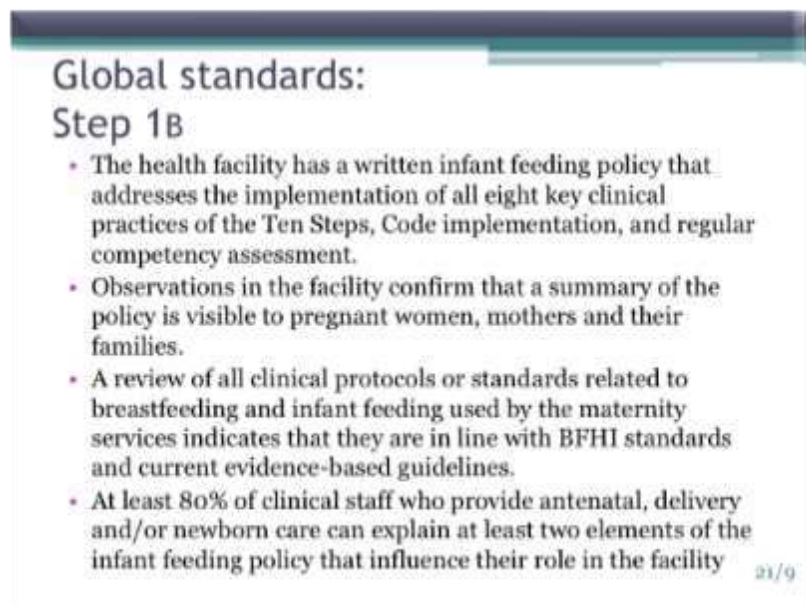 Global standards:
Step 1B
• The health facility has a written infant feeding policy that
addresses the implementation of all eight key clinical
practices of the Ten Steps, Code implementation, and regular
competency assessment.
• Observations in the facility confirm that a summary of the
policy is visible to pregnant women, mothers and their
families.
• A review of all clinical protocols or standards related to
breastfeeding and infant feeding used by the maternity
services indicates that they are in line with BFHI standards
and current evidence-based guidelines.
• At least 80% of clinical staff who provide antenatal, delivery
and/or newborn care can explain at least two elements of the
infant feeding policy that influence their role in the facility
21/9